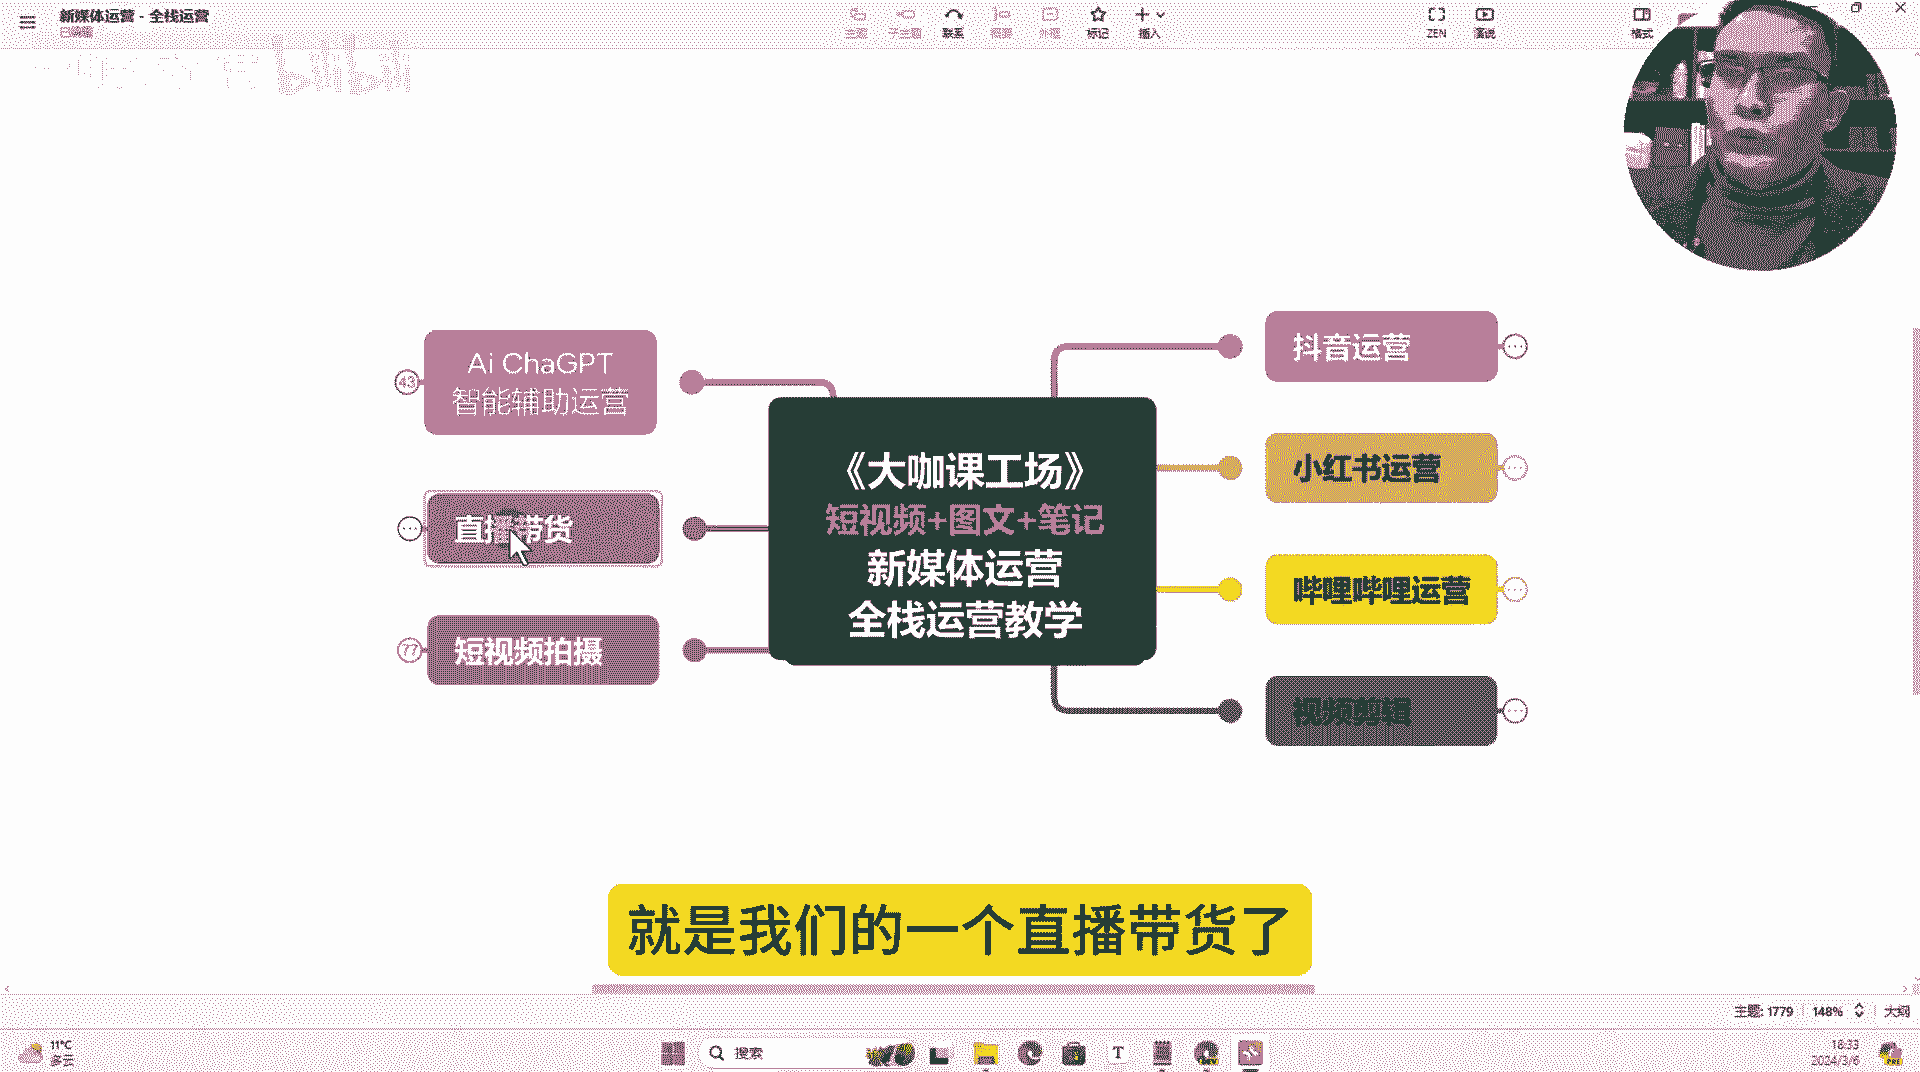 新媒体运营 - 全栈运营
已编辑
主题
子主题
联系
概要
外框
标记
插入
ZEN
演说
格式
bilibili
Ai ChaGPT
智能辅助运营
43
直播带货
短视频拍摄
77
《大咖课工场》
短视频+图文+笔记
新媒体运营
全栈运营教学
抖音运营
小红书运营
哔哩哔哩运营
视频剪辑
就是我们的一个直播带货了
主题: 1779
148%
大纲
11°C
多云
搜索
18:33
2024/3/6